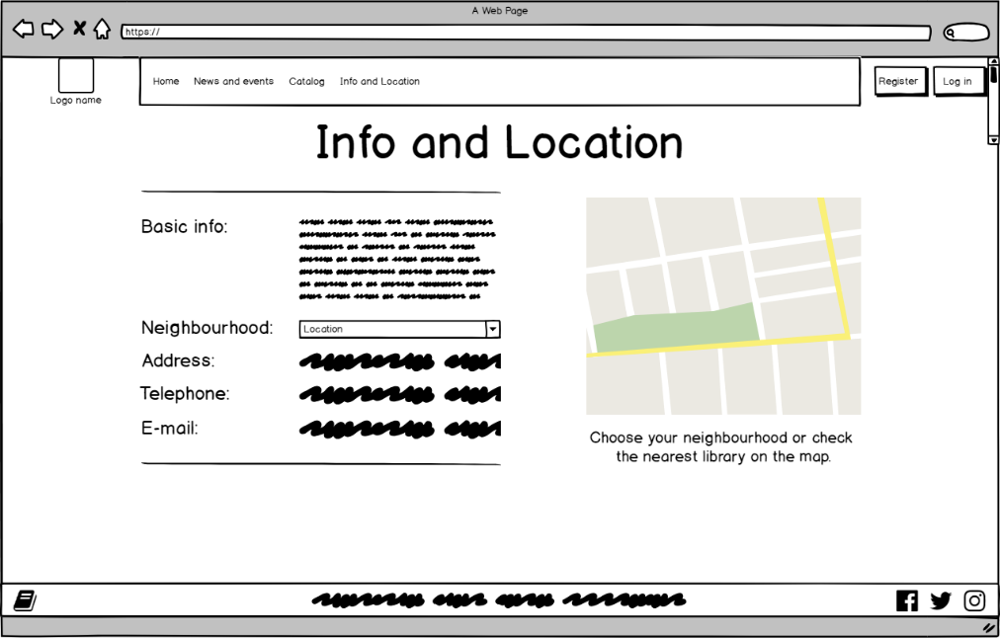 A Web Page
https://
Home News and events Catalog Info and Location
Register
Log in
Logo name
Info and Location
Basic info:
Neighbourhood: Location
Address:
Telephone:
E-mail:
Choose your neighbourhood or check
the nearest library on the map.